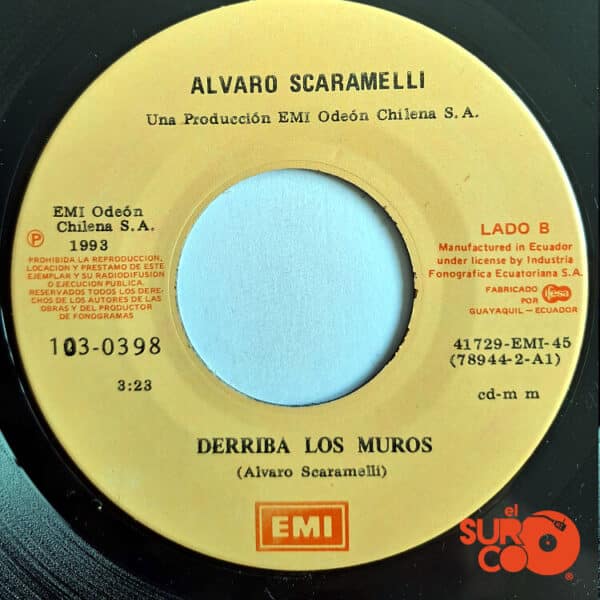 ALVARO SCARAMELLI
Una Producción EMI Odeón Chilena S.A.
EMI Odeón
Chilena S.A.
℗ 1993
PROHIBIDA LA REPRODUCCION,
LOCACION Y PRESTAMO DE ESTE
EJEMPLAR Y SU RADIODIFUSION
O EJECUCION PUBLICA.
RESERVADOS TODOS LOS DERE-
CHOS DE LOS AUTORES DE LAS
OBRAS Y DEL PRODUCTOR
DE FONOGRAMAS
103-0398
3:23
LADO B
Manufactured in Ecuador
under license by Industria
Fonográfica Ecuatoriana S.A.
FABRICADO
POR
ifesa
GUAYAQUIL - ECUADOR
41729-EMI-45
(78944-2-A1)
cd-m m
DERRIBA LOS MUROS
(Alvaro Scaramelli)
EMI
el
SURCO
®